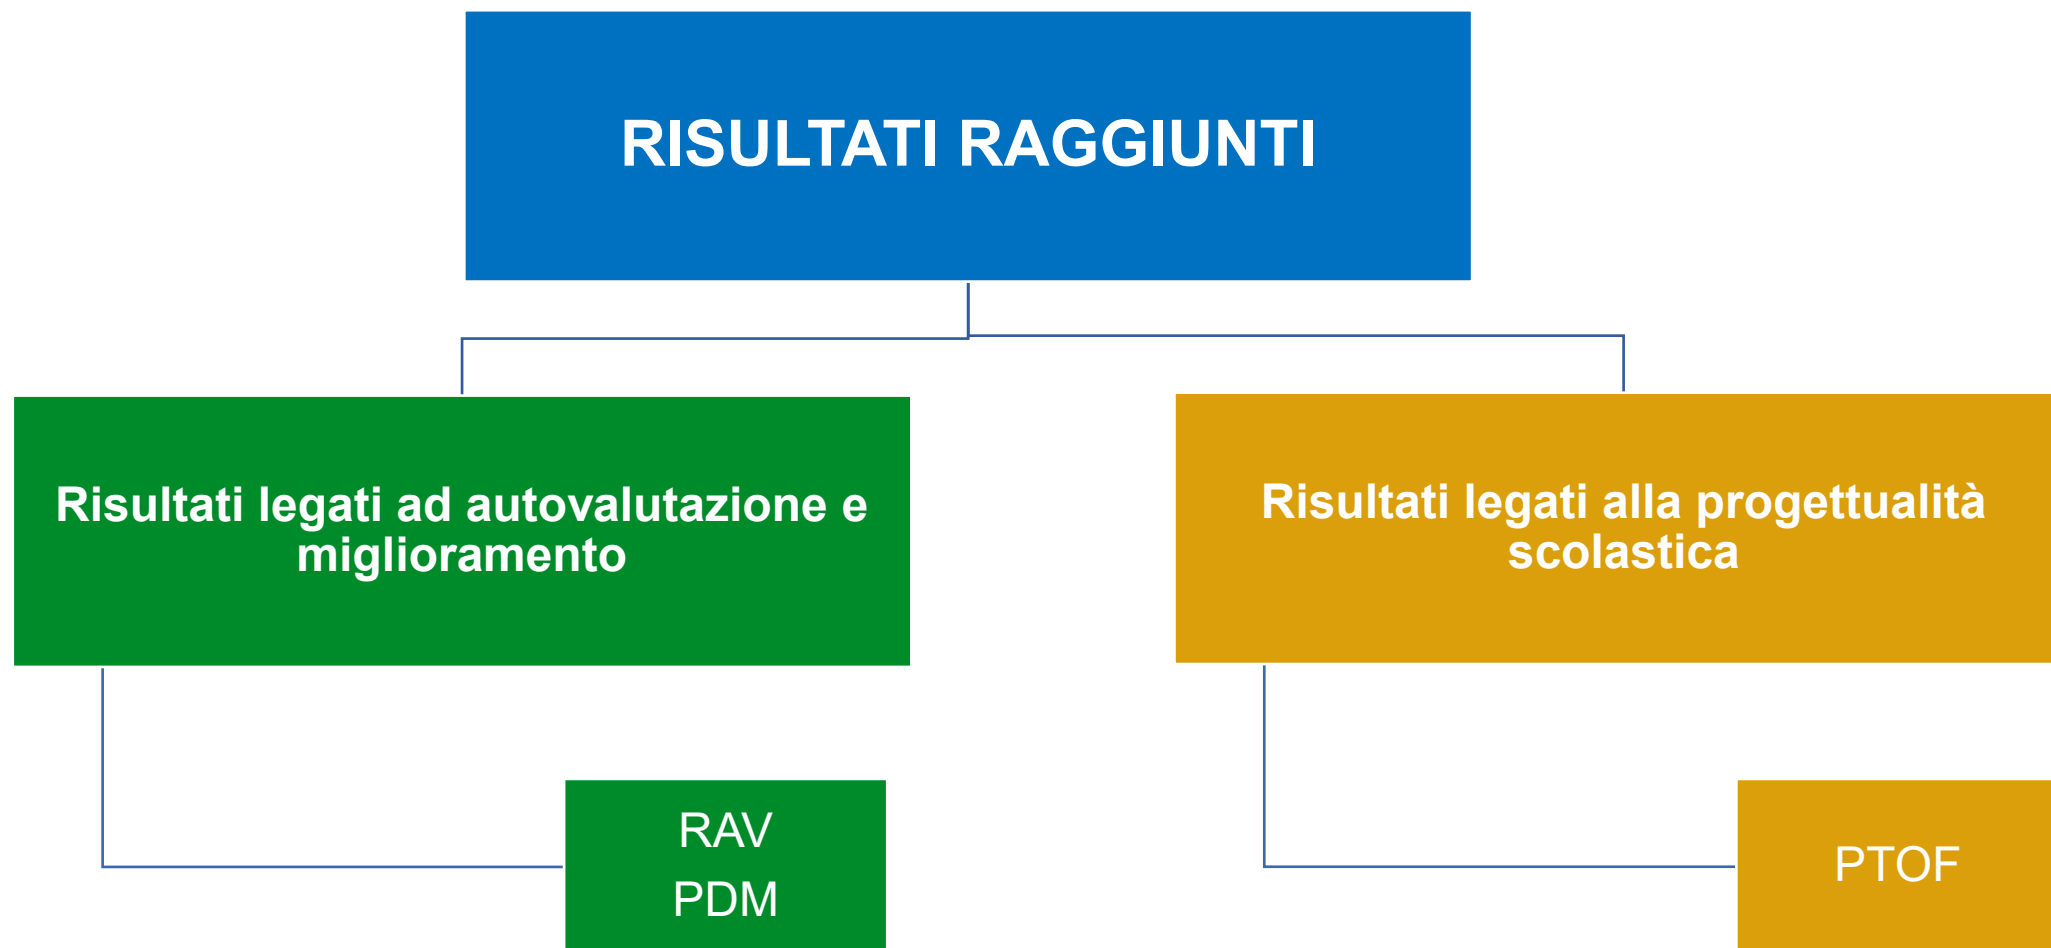 RISULTATI RAGGIUNTI
Risultati legati ad autovalutazione e
miglioramento
Risultati legati alla progettualità
scolastica
RAV
PDM
PTOF